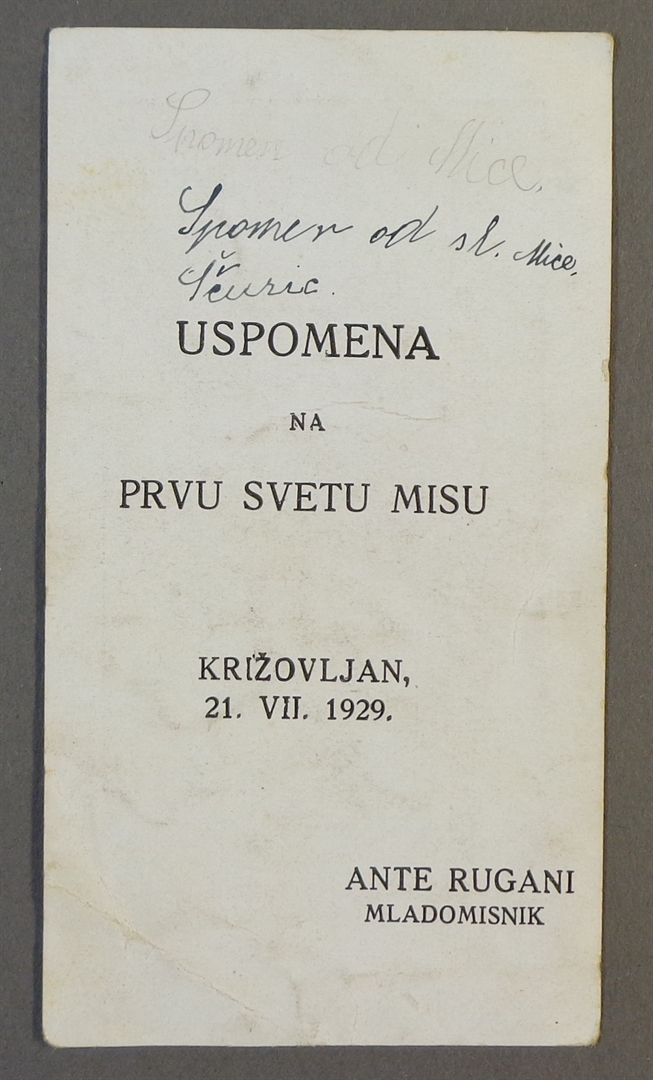 Spomen od Mice.
Spomen od sl. Mice.
Ščuric.
USPOMENA
NA
PRVU SVETU MISU
KRIŽOVLJAN,
21. VII. 1929.
ANTE RUGANI
MLADOMISNIK